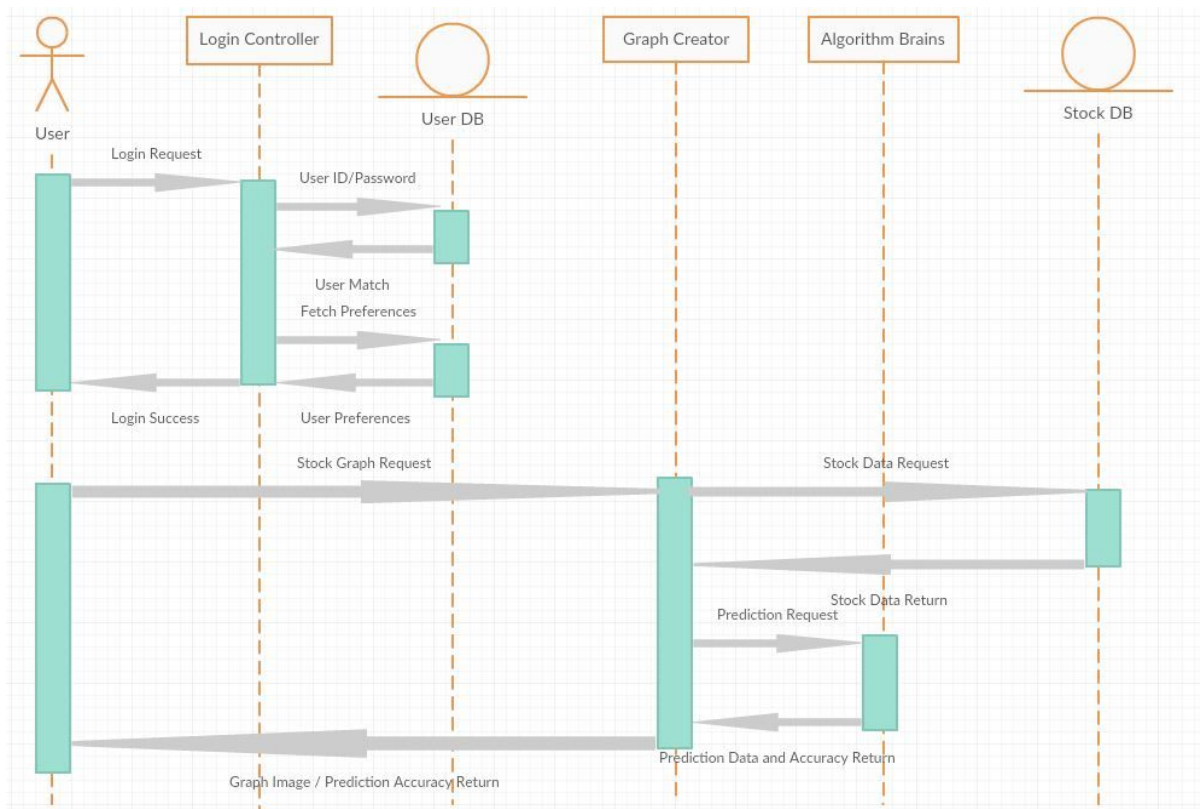 Login Controller
Graph Creator
Algorithm Brains
User DB
Stock DB
User
Login Request
User ID/Password
User Match
Fetch Preferences
Login Success
User Preferences
Stock Graph Request
Stock Data Request
Stock Data Return
Prediction Request
Prediction Data and Accuracy Return
Graph Image / Prediction Accuracy Return